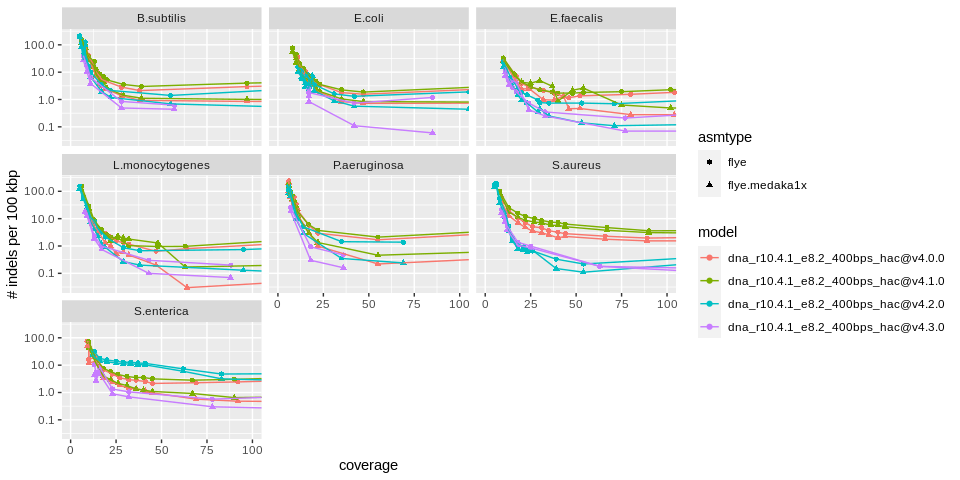 B.subtilis E.coli E.faecalis
100.0
10.0
1.0
0.1
L.monocytogenes P.aeruginosa S.aureus
100.0
10.0
1.0
0.1
0 25 50 75 100 0 25 50 75 100
S.enterica
100.0
10.0
1.0
0.1
0 25 50 75 100
coverage
# indels per 100 kbp
asmtype
flye
flye.medaka1x
model
dna_r10.4.1_e8.2_400bps_hac@v4.0.0
dna_r10.4.1_e8.2_400bps_hac@v4.1.0
dna_r10.4.1_e8.2_400bps_hac@v4.2.0
dna_r10.4.1_e8.2_400bps_hac@v4.3.0